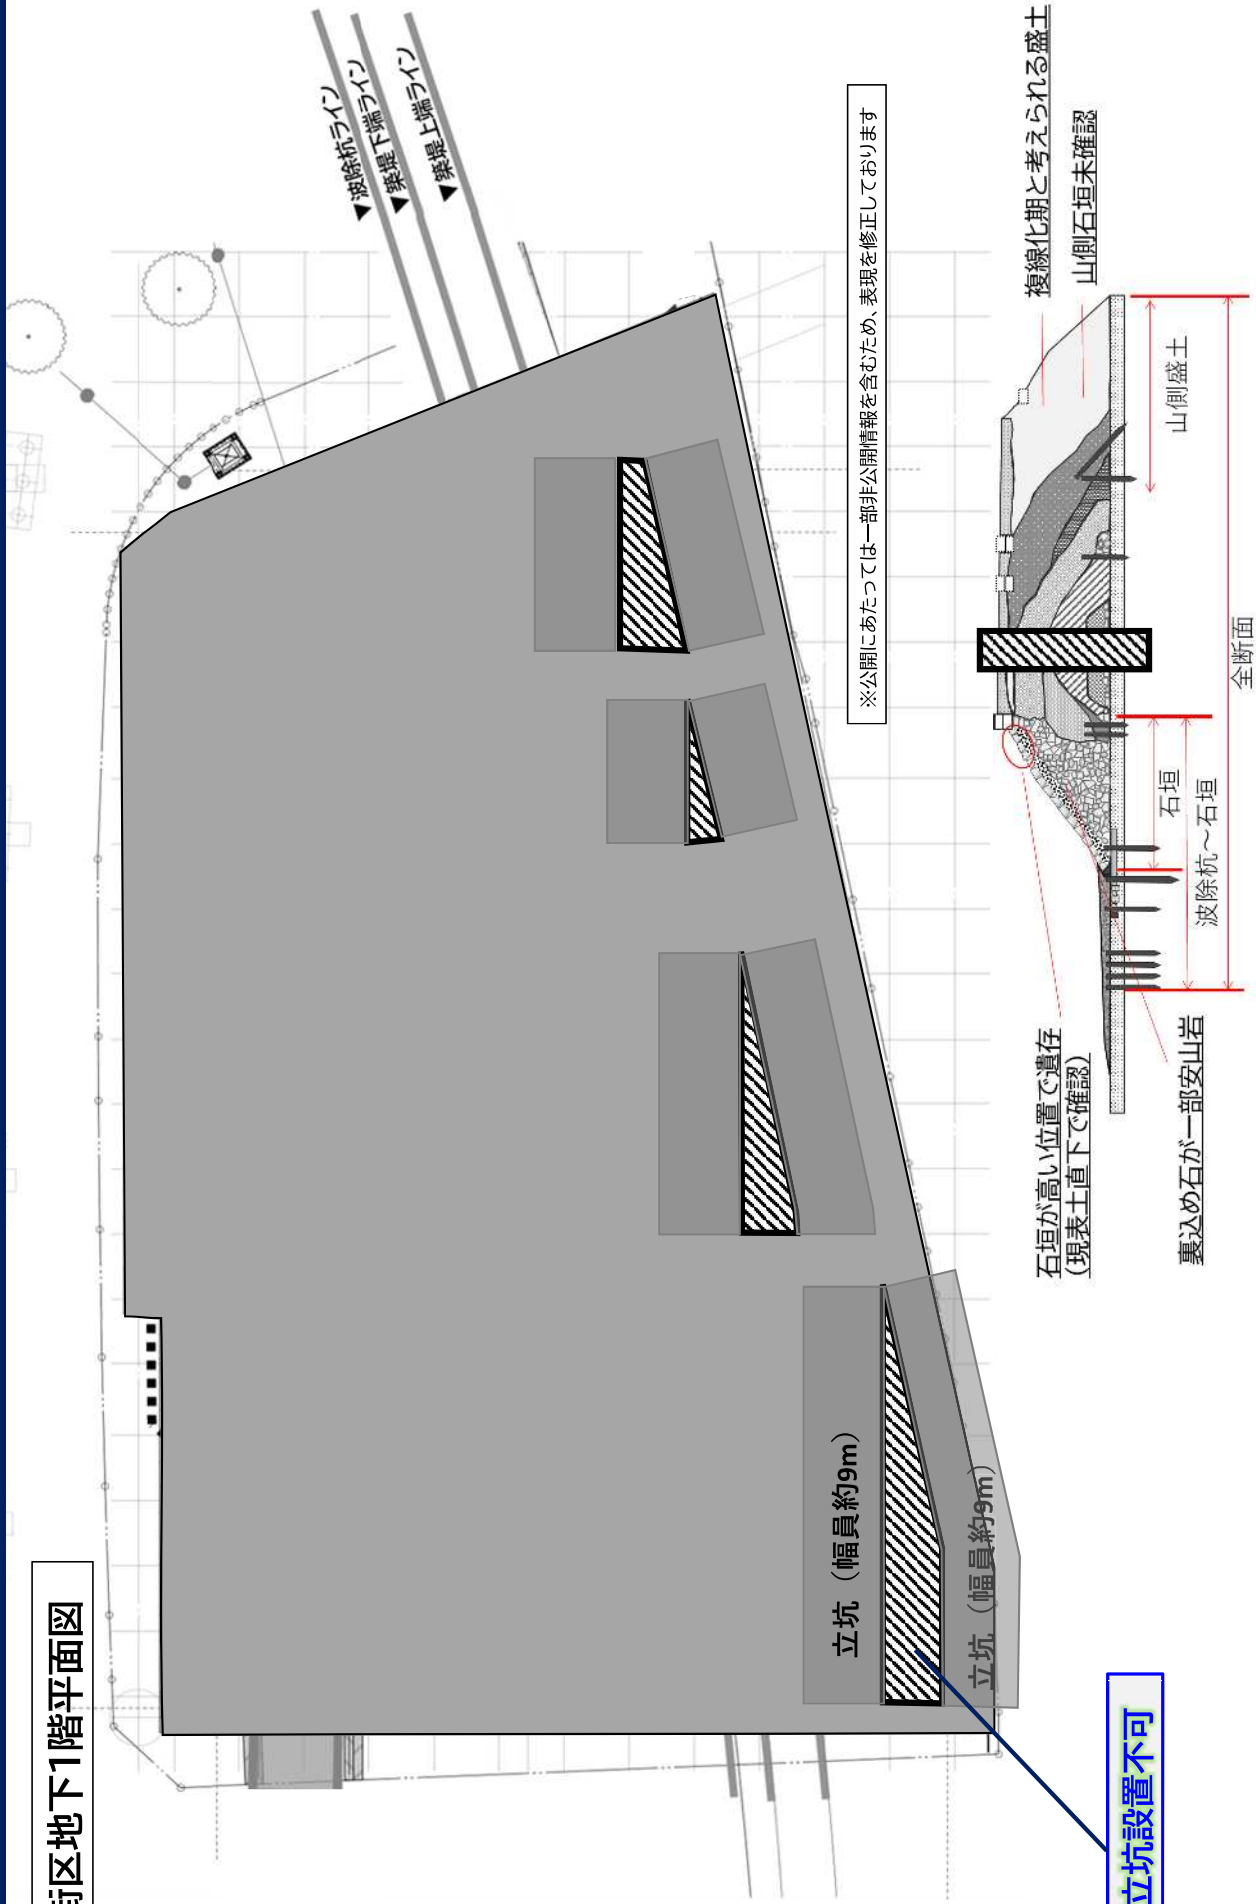 街区地下1階平面図
▼波除杭ライン
▼築堤下端ライン
▼築堤上端ライン
※公開にあたっては一部非公開情報を含むため、表現を修正しております
立坑（幅員約9m）
立坑（幅員約9m）
立坑設置不可
複線化期と考えられる盛土
山側石垣未確認
山側盛土
石垣
波除杭～石垣
全断面
石垣が高い位置で遺存
（現表土直下で確認）
裏込め石が一部安山岩